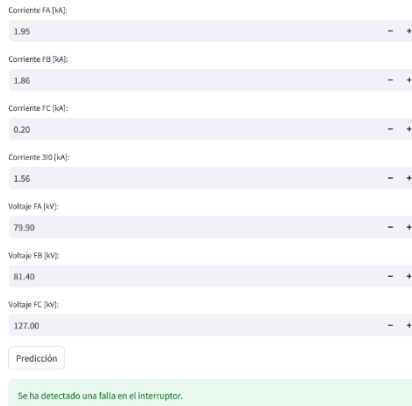 Corriente FA [kA]:
1.95
Corriente FB [kA]:
1.86
Corriente FC [kA]:
0.20
Corriente 3I0 [kA]:
1.56
Voltaje FA [kV]:
79.90
Voltaje FB [kV]:
81.40
Voltaje FC [kV]:
127.00
Predicción
Se ha detectado una falla en el interruptor.